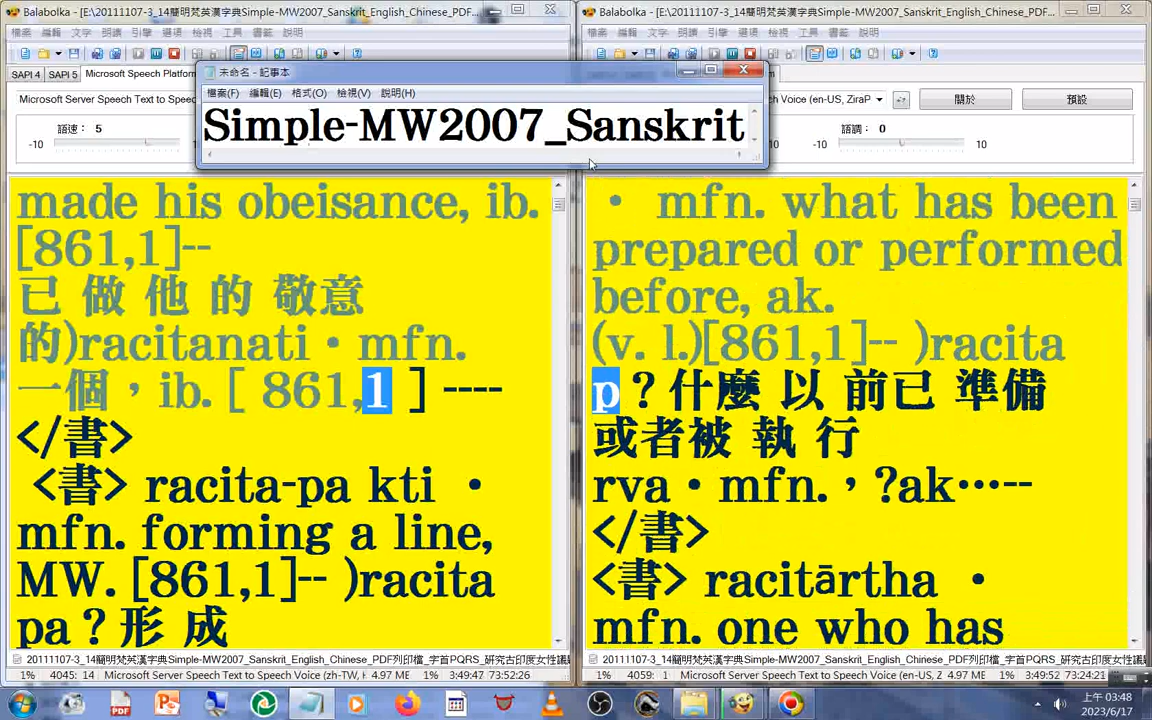 Balabolka - [E:\20111107-3_14簡明梵英漢字典Simple-MW2007_Sanskrit_English_Chinese_PDF...
檔案 編輯 文字 朗讀 引擎 選項 檢視 工具 書籤 說明
SAPI 4 SAPI 5 Microsoft Speech Platform
Microsoft Server Speech Text to Spee
語速： 5
-10
made his obeisance, ib.
[861,1]--
已 做 他 的 敬意
的)racitanati・mfn.
一個，ib. [ 861,1 ] ----
</書>
<書> racita-pa kti •
mfn. forming a line,
MW. [861,1]-- )racita
pa？形 成
20111107-3_14簡明梵英漢字典Simple-MW2007_Sanskrit_English_Chinese_PDF列印檔_字首PQRS_研究古印度女性議
1% 4045: 14 Microsoft Server Speech Text to Speech Voice (zh-TW, H 4.97 MB 1% 3:49:47 73:52:26
未命名 - 記事本
檔案(F) 編輯(E) 格式(O) 檢視(V) 說明(H)
Simple-MW2007_Sanskrit
Balabolka - [E:\20111107-3_14簡明梵英漢字典Simple-MW2007_Sanskrit_English_Chinese_PDF...
檔案 編輯 文字 朗讀 引擎 選項 檢視 工具 書籤 說明
Voice (en-US, ZiraP
關於
預設
語調： 0
-10
10
• mfn. what has been
prepared or performed
before, ak.
(v. l.)[861,1]-- )racita
p？什麼 以 前已 準備
或者被 執 行
rva・mfn.，?ak…--
</書>
<書> racitārtha •
mfn. one who has
20111107-3_14簡明梵英漢字典Simple-MW2007_Sanskrit_English_Chinese_PDF列印檔_字首PQRS_研究古印度女性議
1% 4059: 1 Microsoft Server Speech Text to Speech Voice (en-US, Z 4.97 MB 1% 3:49:52 73:24:21
上午 03:48
2023/6/17